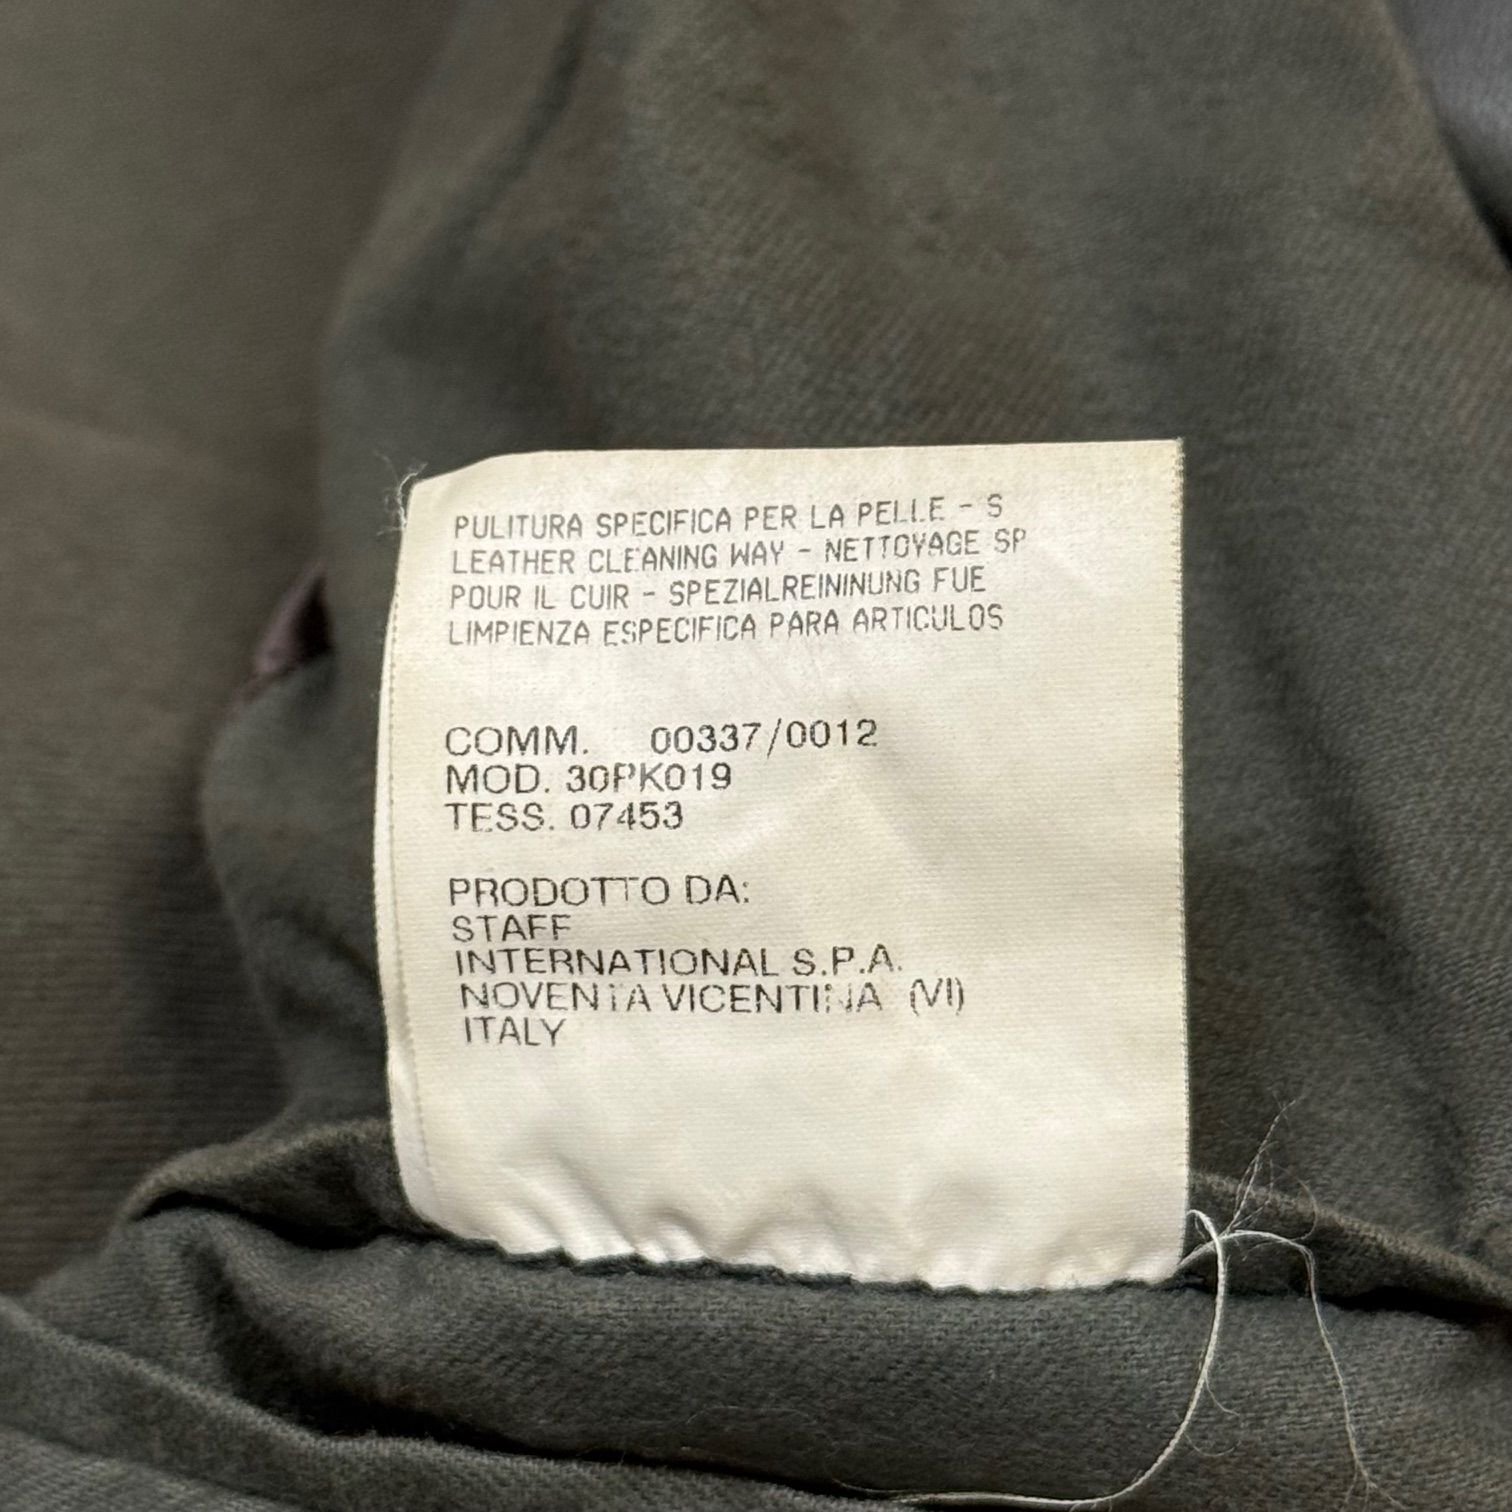 PULITURA SPECIFICA PER LA PELLE - S
LEATHER CLEANING WAY - NETTOYAGE SP
POUR IL CUIR - SPEZIALREININUNG FUE
LIMPIENZA ESPECIFICA PARA ARTICULOS
COMM. 00337/0012
MOD. 30PK019
TESS. 07453
PRODOTTO DA:
STAFF
INTERNATIONAL S.P.A.
NOVENTA VICENTINA (VI)
ITALY